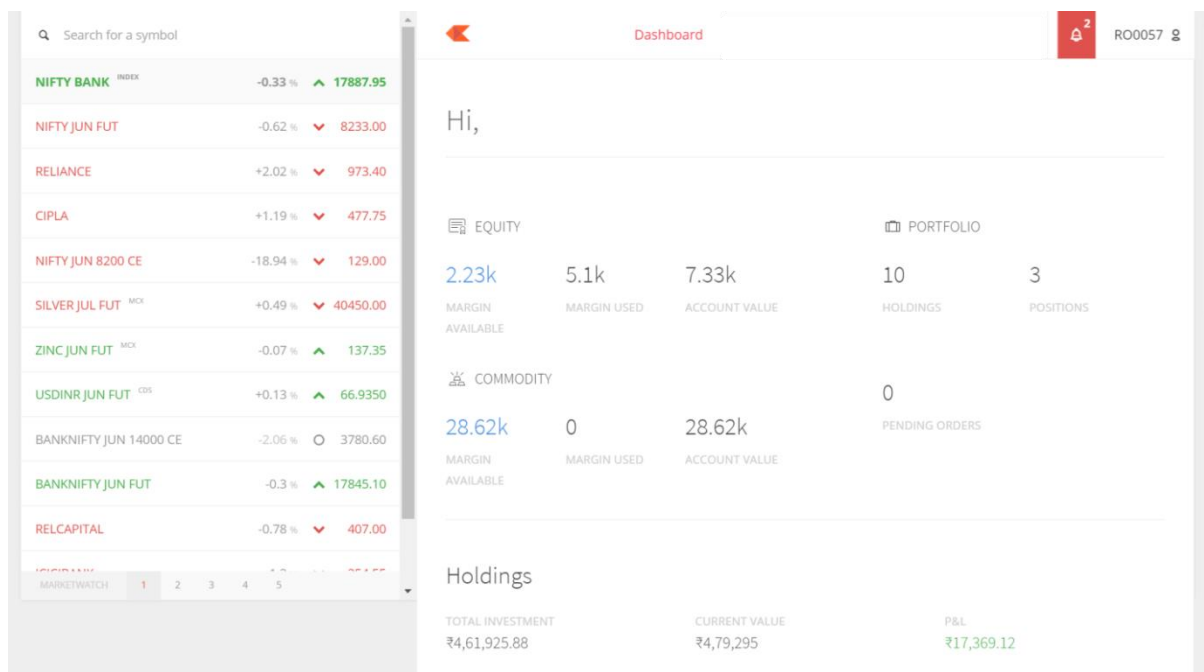 Search for a symbol
NIFTY BANK INDEX -0.33 % 17887.95
NIFTY JUN FUT -0.62 % 8233.00
RELIANCE +2.02 % 973.40
CIPLA +1.19 % 477.75
NIFTY JUN 8200 CE -18.94 % 129.00
SILVER JUL FUT MCX +0.49 % 40450.00
ZINC JUN FUT MCX -0.07 % 137.35
USDINR JUN FUT CDS +0.13 % 66.9350
BANKNIFTY JUN 14000 CE -2.06 % 3780.60
BANKNIFTY JUN FUT -0.3 % 17845.10
RELCAPITAL -0.78 % 407.00
MARKETWATCH 1 2 3 4 5
Dashboard 2 RO0057
Hi,
EQUITY
2.23k 5.1k 7.33k
MARGIN AVAILABLE MARGIN USED ACCOUNT VALUE
PORTFOLIO
10 3
HOLDINGS POSITIONS
COMMODITY
28.62k 0 28.62k
MARGIN AVAILABLE MARGIN USED ACCOUNT VALUE
0
PENDING ORDERS
Holdings
TOTAL INVESTMENT CURRENT VALUE P&L
₹4,61,925.88 ₹4,79,295 ₹17,369.12